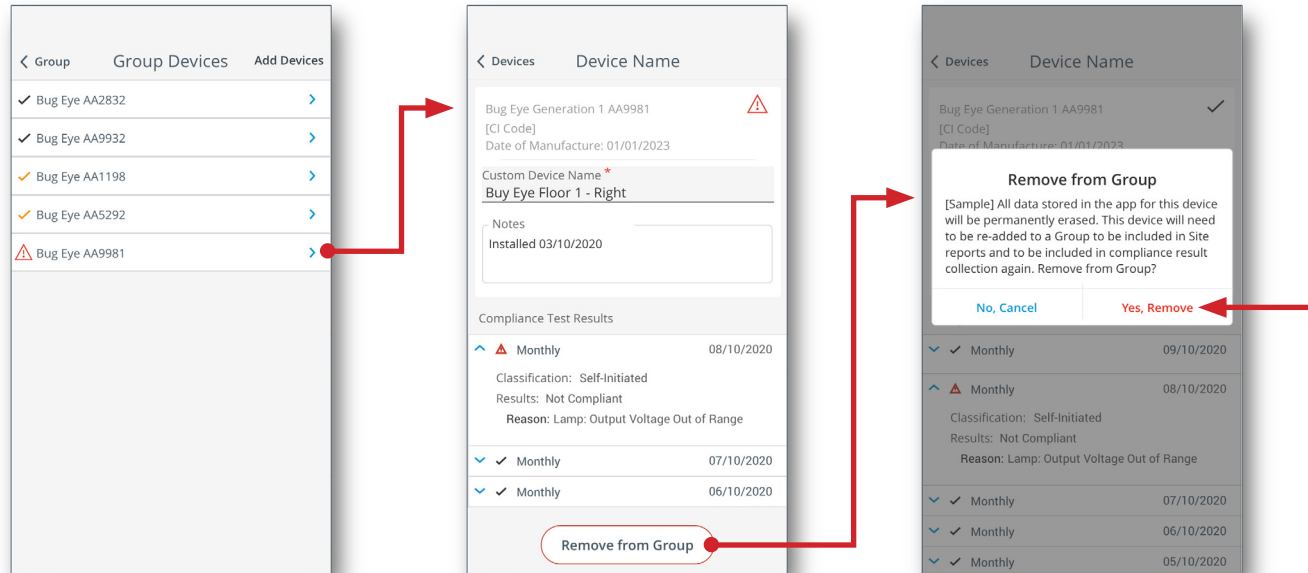 Group
Group Devices
Add Devices
Bug Eye AA2832
Bug Eye AA9932
Bug Eye AA1198
Bug Eye AA5292
Bug Eye AA9981
Devices
Device Name
Bug Eye Generation 1 AA9981
[CI Code]
Date of Manufacture: 01/01/2023
Custom Device Name *
Buy Eye Floor 1 - Right
Notes
Installed 03/10/2020
Compliance Test Results
Monthly 08/10/2020
Classification: Self-Initiated
Results: Not Compliant
Reason: Lamp: Output Voltage Out of Range
Monthly 07/10/2020
Monthly 06/10/2020
Remove from Group
Devices
Device Name
Bug Eye Generation 1 AA9981
[CI Code]
Date of Manufacture: 01/01/2023
Remove from Group
[Sample] All data stored in the app for this device
will be permanently erased. This device will need
to be re-added to a Group to be included in Site
reports and to be included in compliance result
collection again. Remove from Group?
No, Cancel
Yes, Remove
Monthly 09/10/2020
Monthly 08/10/2020
Classification: Self-Initiated
Results: Not Compliant
Reason: Lamp: Output Voltage Out of Range
Monthly 07/10/2020
Monthly 06/10/2020
Monthly 05/10/2020